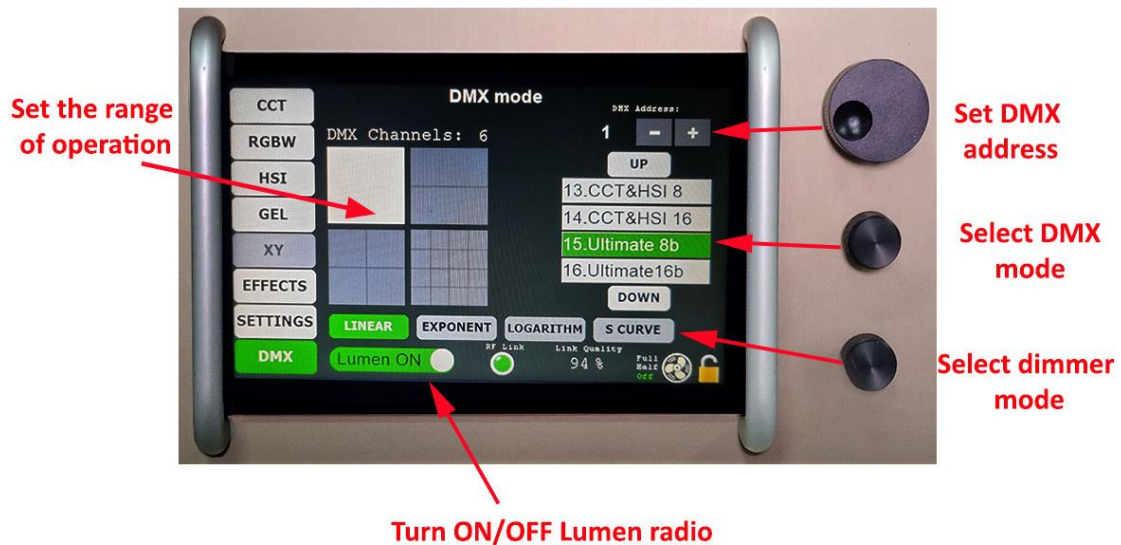 Set the range
of operation
CCT
RGBW
HSI
GEL
XY
EFFECTS
SETTINGS
DMX
DMX mode
DMX Channels: 6
DMX Address:
1 - +
UP
13.CCT&HSI 8
14.CCT&HSI 16
15.Ultimate 8b
16.Ultimate16b
DOWN
LINEAR EXPONENT LOGARITHM S CURVE
Lumen ON
RF Link
Link Quality
94 %
Full
Half
Off
Set DMX
address
Select DMX
mode
Select dimmer
mode
Turn ON/OFF Lumen radio